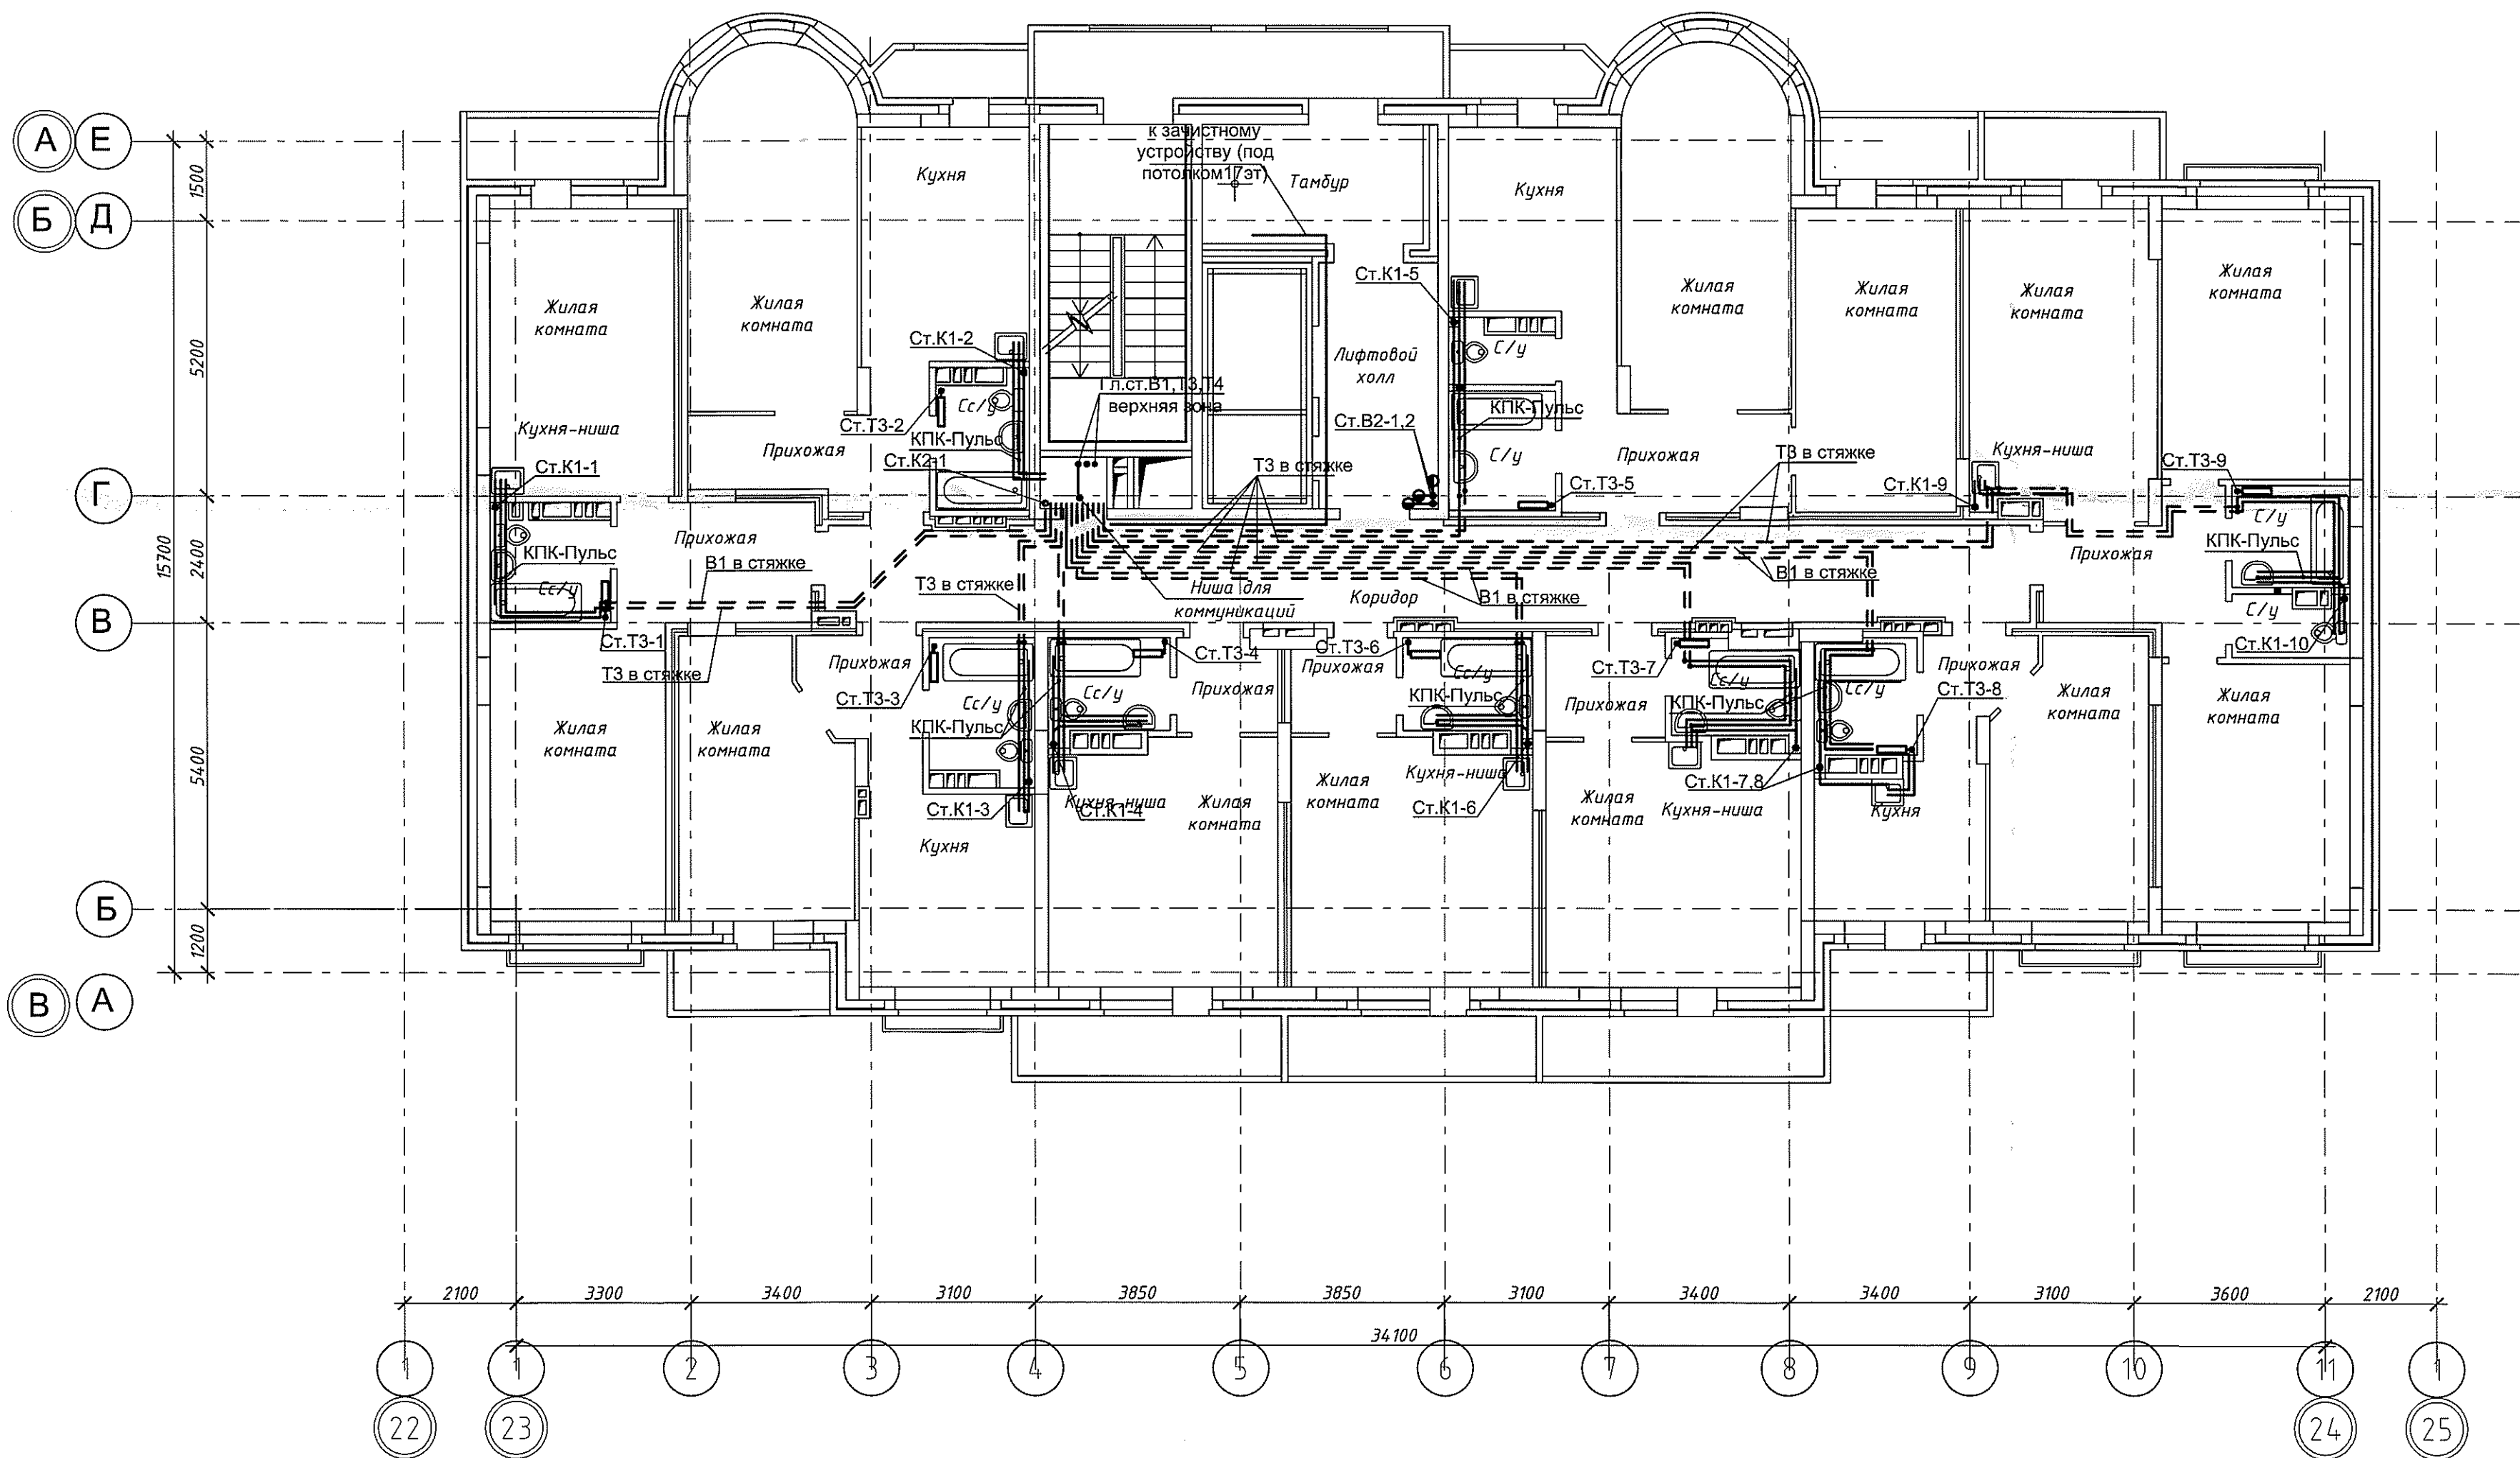 к зачистному
устройству (под
потолком17эт)
А
Е
1500
Кухня
Тамбур
Кухня
Б
Д
Ст.К1-5
Жилая
комната
Жилая
комната
Жилая
комната
Жилая
комната
Жилая
комната
Жилая
комната
5200
Ст.К1-2
С/у
Лифтовой
холл
Гл.ст.В1,Т3,Т4
верхняя зона
Сс/у
КПК-Пульс
Ст.Т3-2
Ст.В2-1,2
Кухня-ниша
КПК-Пульс
Прихожая
С/у
Прихожая
Т3 в стяжке
Кухня-ниша
Ст.К2-1
Т3 в стяжке
Ст.Т3-9
Ст.К1-1
Ст.Т3-5
Ст.К1-9
Г
С/у
Прихожая
КПК-Пульс
КПК-Пульс
Прихожая
15700
2400
В1 в стяжке
В1 в стяжке
Т3 в стяжке
Сс/у
Ниша для
коммуникаций
Коридор
В1 в стяжке
С/у
В
Ст.Т3-1
Ст.Т3-4
Ст.Т3-6
Ст.К1-10
Т3 в стяжке
Прихожая
Прихожая
Ст.Т3-7
Прихожая
Ст.Т3-3
Сс/у
Прихожая
Сс/у
КПК-Пульс
Прихожая
Сс/у
КПК-Пульс
Сс/у
Ст.Т3-8
Жилая
комната
Жилая
комната
КПК-Пульс
Жилая
комната
Жилая
комната
5400
Жилая
комната
Кухня-ниша
Ст.К1-7,8
Ст.К1-3
Кухня-ниша
Ст.К1-4
Жилая
комната
Ст.К1-6
Жилая
комната
Кухня-ниша
Кухня
Кухня
Б
1200
В
А
2100
3300
3400
3100
3850
3850
3100
3400
3400
3100
3600
2100
34100
1
1
2
3
4
5
6
7
8
9
10
11
1
22
23
24
25